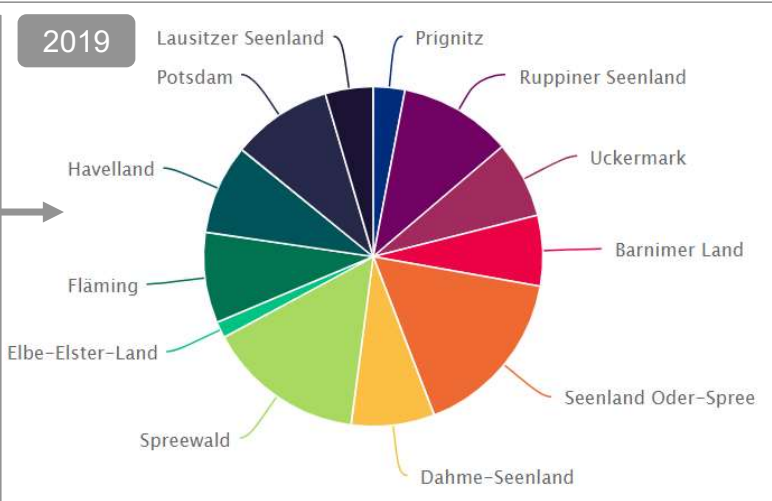 2019
Lausitzer Seenland
Prignitz
Potsdam
Ruppiner Seenland
Uckermark
Havelland
Barnimer Land
Fläming
Elbe-Elster-Land
Seenland Oder-Spree
Spreewald
Dahme-Seenland